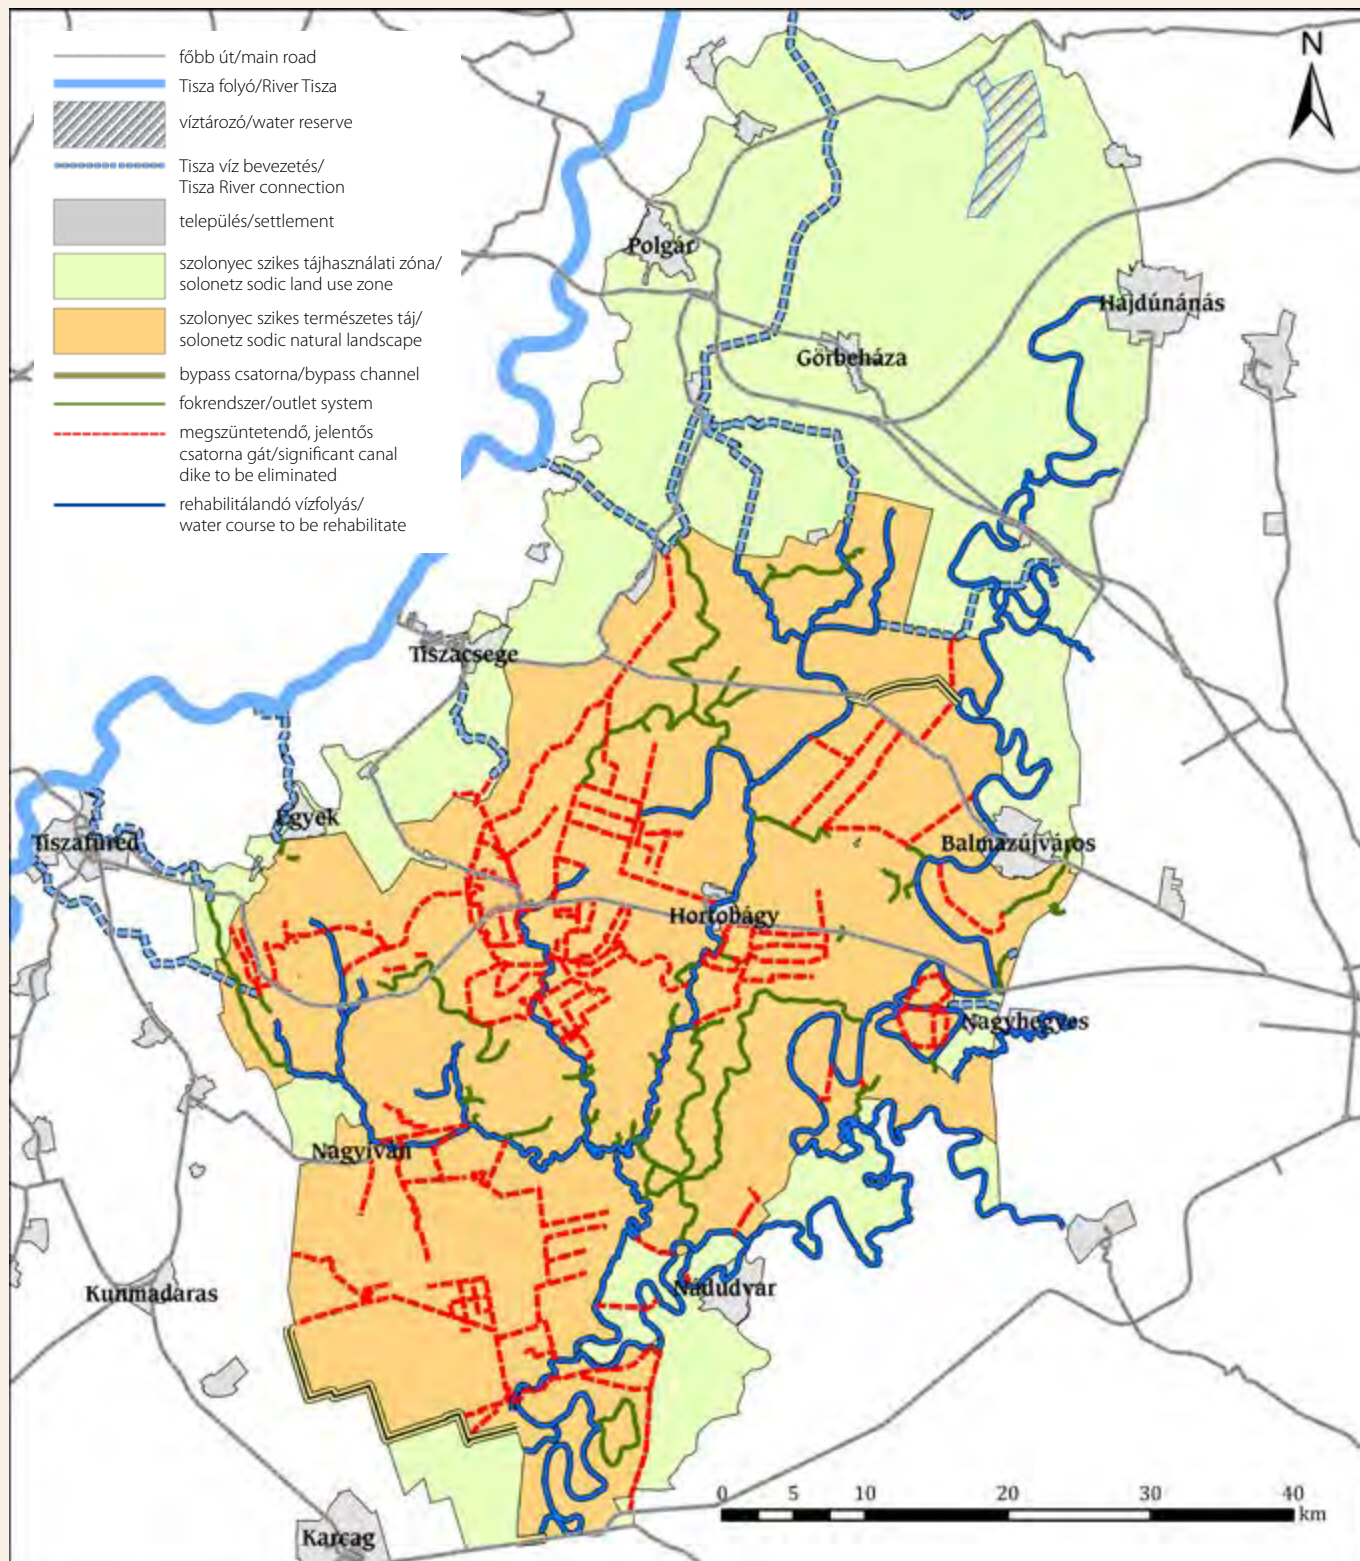 főbb út/main road
Tisza folyó/River Tisza
víztározó/water reserve
Tisza víz bevezetés/
Tisza River connection
település/settlement
szolonyec szikes tájhasználati zóna/
solonetz sodic land use zone
szolonyec szikes természetes táj/
solonetz sodic natural landscape
bypass csatorna/bypass channel
fokrendszer/outlet system
megszüntetendő, jelentős
csatorna gát/significant canal
dike to be eliminated
rehabilitálandó vízfolyás/
water course to be rehabilitate
N
Polgár
Hajdúnánás
Görbeháza
Tiszacsege
Egyek
Tiszafüred
Balmazújváros
Hortobágy
Nagyhegyes
Nagyiván
Nádudvar
Kunmadaras
Karcag
0 5 10 20 30 40
km